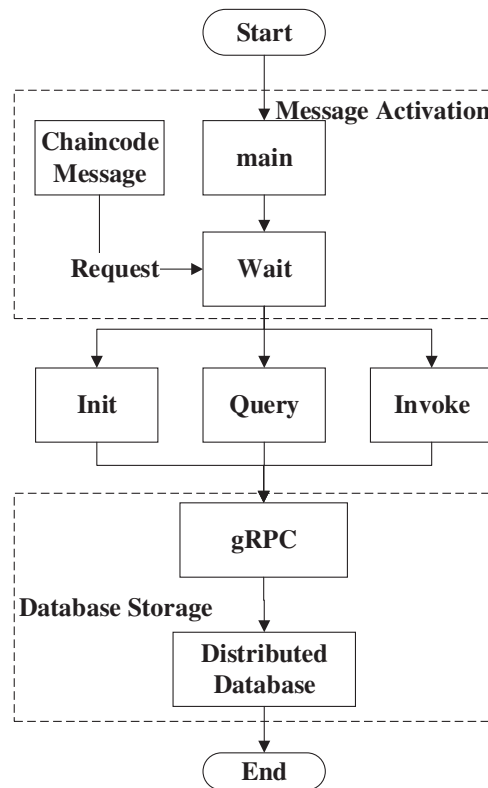 Start
Message Activation
Chaincode
Message
main
Request
Wait
Init
Query
Invoke
gRPC
Database Storage
Distributed
Database
End